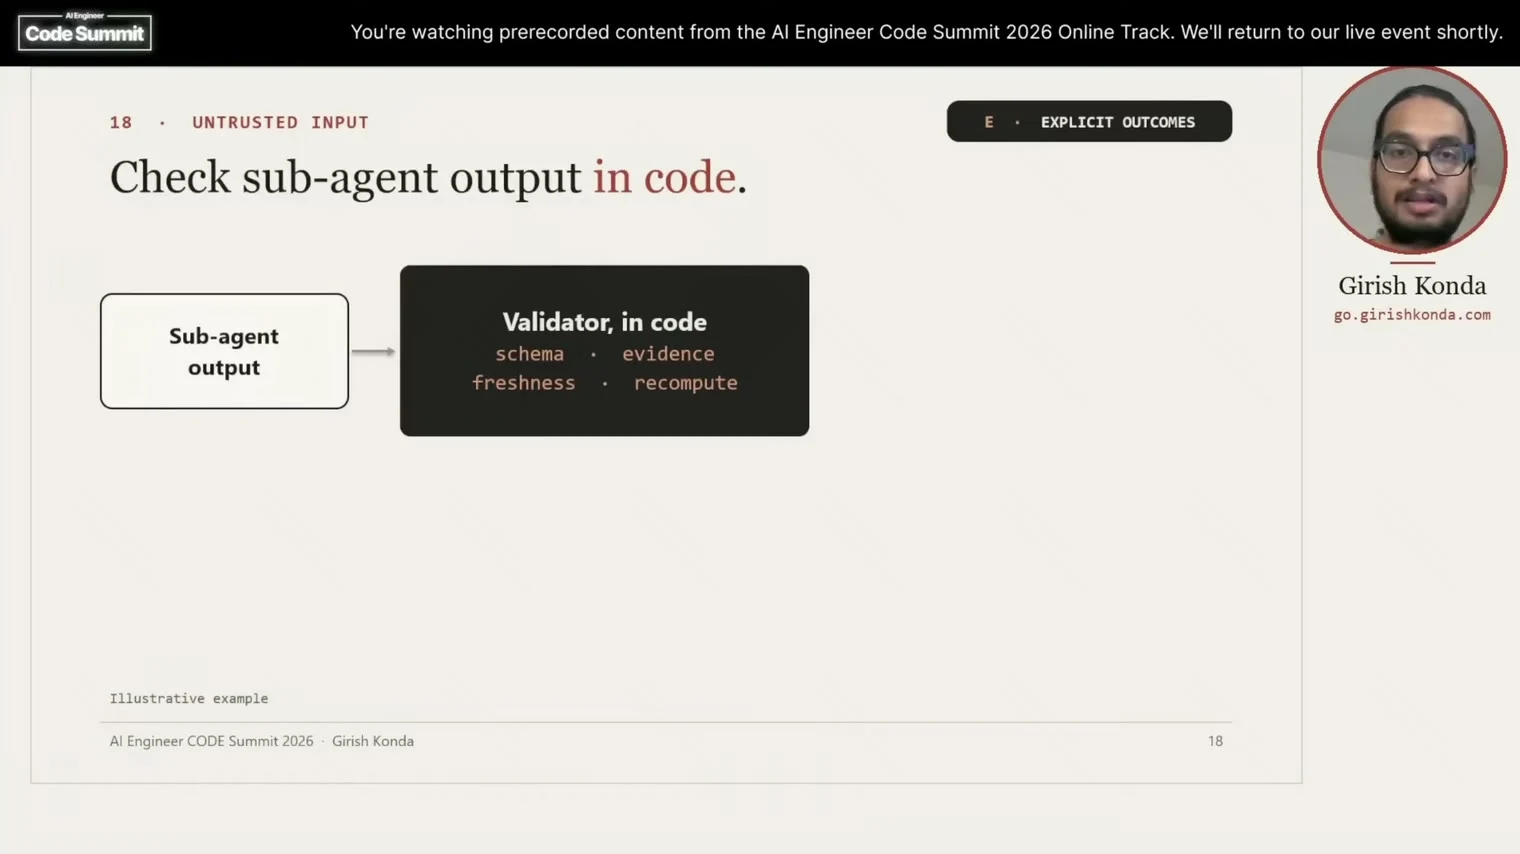 AI Engineer
Code Summit
You're watching prerecorded content from the AI Engineer Code Summit 2026 Online Track. We'll return to our live event shortly.
18 · UNTRUSTED INPUT
E · EXPLICIT OUTCOMES
Check sub-agent output in code.
Sub-agent
output
Validator, in code
schema · evidence
freshness · recompute
Illustrative example
AI Engineer CODE Summit 2026 · Girish Konda
18
Girish Konda
go.girishkonda.com